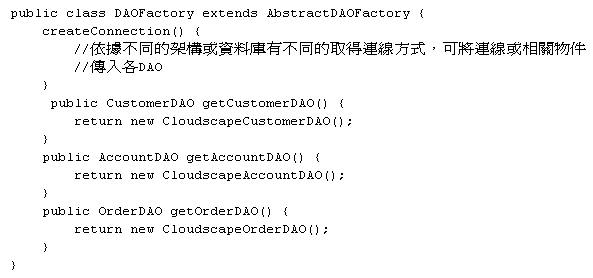 public class DAOFactory extends AbstractDAOFactory {
    createConnection() {
        //依據不同的架構或資料庫有不同的取得連線方式，可將連線或相關物件
        //傳入各DAO
    }
     public CustomerDAO getCustomerDAO() {
        return new CloudscapeCustomerDAO();
    }
    public AccountDAO getAccountDAO() {
        return new CloudscapeAccountDAO();
    }
    public OrderDAO getOrderDAO() {
        return new CloudscapeOrderDAO();
    }
}